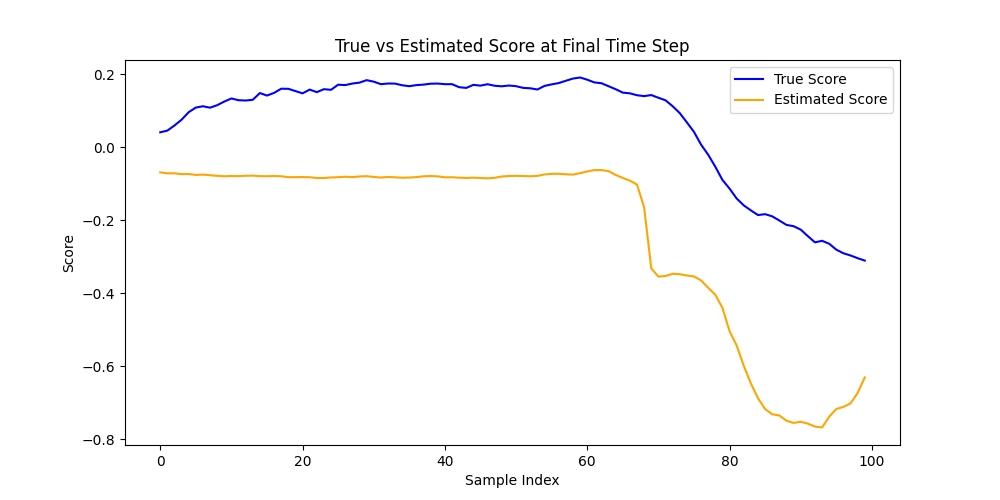 True vs Estimated Score at Final Time Step
True Score
Estimated Score
0.2
0.0
−0.2
−0.4
−0.6
−0.8
Score
0 20 40 60 80 100
Sample Index